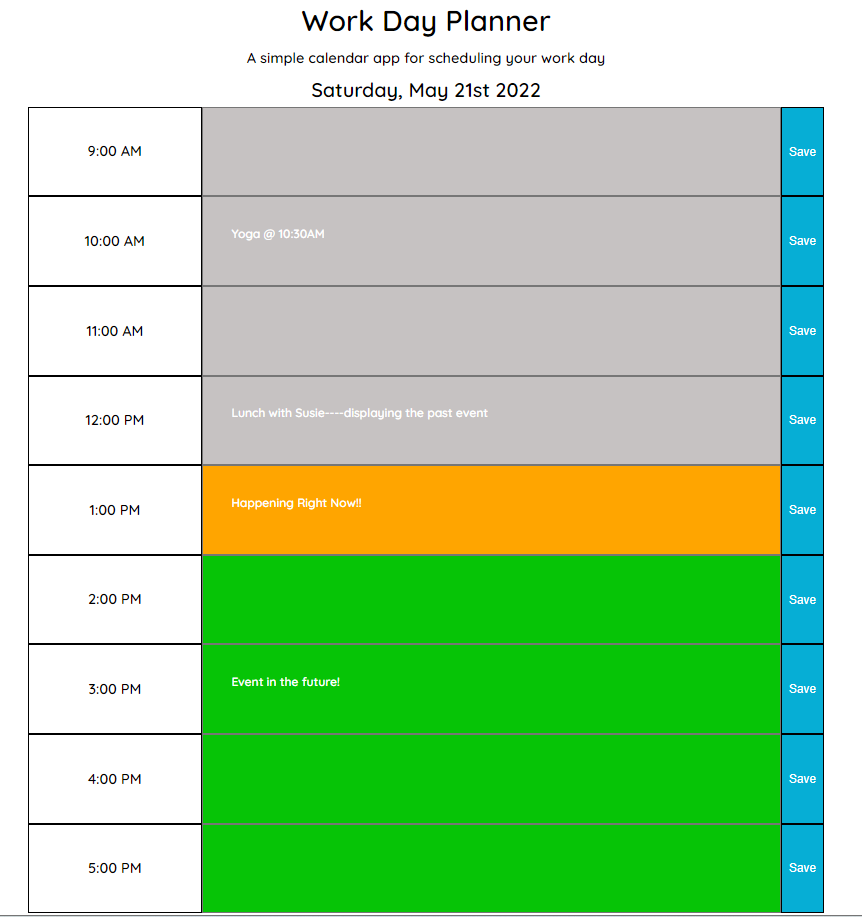 Work Day Planner
A simple calendar app for scheduling your work day
Saturday, May 21st 2022
9:00 AM Save
10:00 AM Yoga @ 10:30AM Save
11:00 AM Save
12:00 PM Lunch with Susie----displaying the past event Save
1:00 PM Happening Right Now!! Save
2:00 PM Save
3:00 PM Event in the future! Save
4:00 PM Save
5:00 PM Save